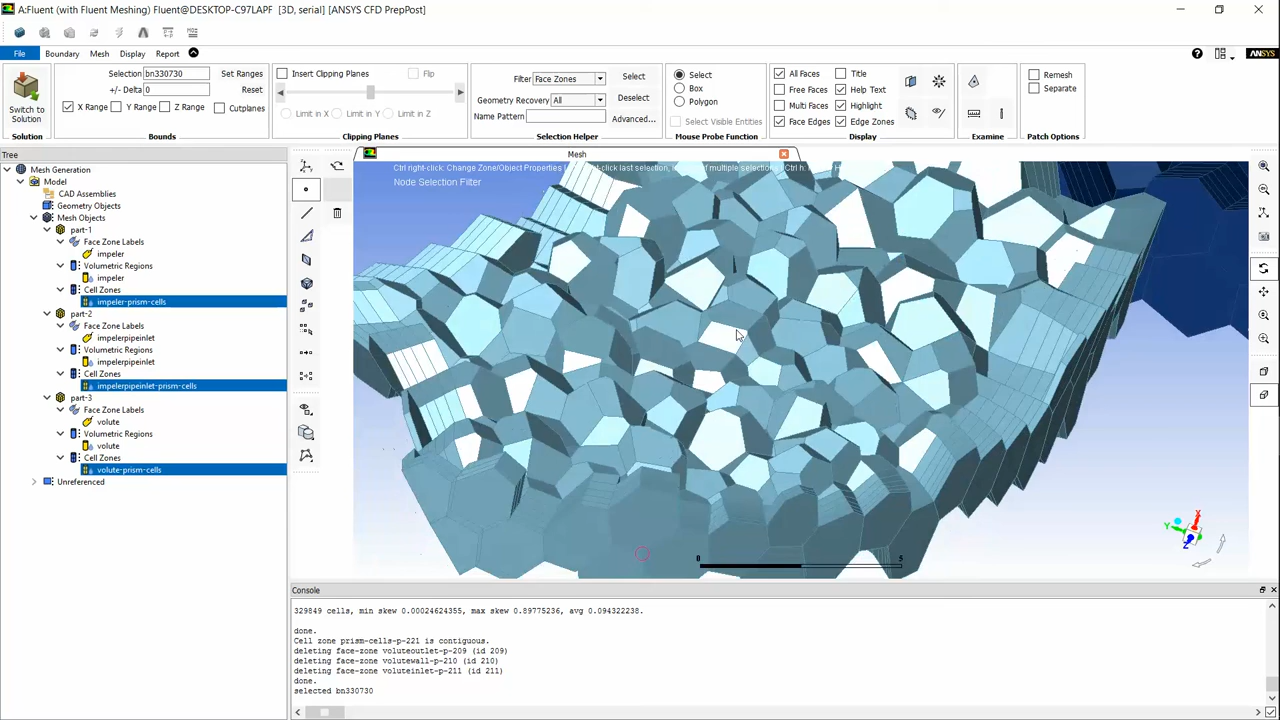 A:Fluent (with Fluent Meshing) Fluent@DESKTOP-C97LAPF [3D, serial] [ANSYS CFD PrepPost]
File Boundary Mesh Display Report
ANSYS
Switch to
Solution
Solution
Selection bn330730 Set Ranges
+/- Delta 0 Reset
X Range Y Range Z Range Cutplanes
Bounds
Insert Clipping Planes Flip
Limit in X Limit in Y Limit in Z
Clipping Planes
Filter Face Zones Select
Geometry Recovery All Deselect
Name Pattern Advanced...
Selection Helper
Select
Box
Polygon
Select Visible Entities
Mouse Probe Function
All Faces Title
Free Faces Help Text
Multi Faces Highlight
Face Edges Edge Zones
Display
Examine
Remesh
Separate
Patch Options
Tree
Mesh Generation
Model
CAD Assemblies
Geometry Objects
Mesh Objects
part-1
Face Zone Labels
impeler
Volumetric Regions
impeler
Cell Zones
impeler-prism-cells
part-2
Face Zone Labels
impelerpipeinlet
Volumetric Regions
impelerpipeinlet
Cell Zones
impelerpipeinlet-prism-cells
part-3
Face Zone Labels
volute
Volumetric Regions
volute
Cell Zones
volute-prism-cells
Unreferenced
Mesh
Ctrl right-click: Change Zone/Object Properties
Node Selection Filter
0 5
X
Y
Z
Console
329849 cells, min skew 0.00024624355, max skew 0.89775236, avg 0.094322238.
done.
Cell zone prism-cells-p-221 is contiguous.
deleting face-zone voluteoutlet-p-209 (id 209)
deleting face-zone volutewall-p-210 (id 210)
deleting face-zone voluteinlet-p-211 (id 211)
done.
selected bn330730